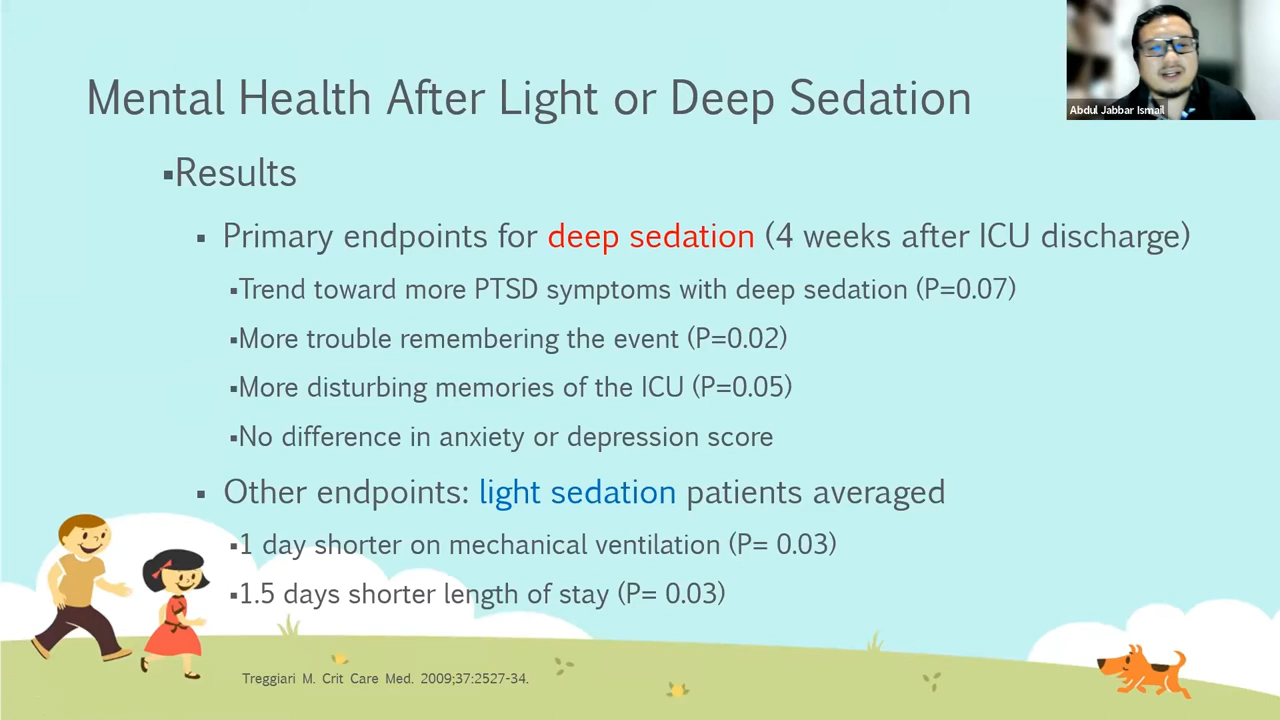 Mental Health After Light or Deep Sedation
Abdul Jabbar Ismail
▪Results
▪ Primary endpoints for deep sedation (4 weeks after ICU discharge)
▪Trend toward more PTSD symptoms with deep sedation (P=0.07)
▪More trouble remembering the event (P=0.02)
▪More disturbing memories of the ICU (P=0.05)
▪No difference in anxiety or depression score
▪ Other endpoints: light sedation patients averaged
▪1 day shorter on mechanical ventilation (P= 0.03)
▪1.5 days shorter length of stay (P= 0.03)
Treggiari M. Crit Care Med. 2009;37:2527-34.